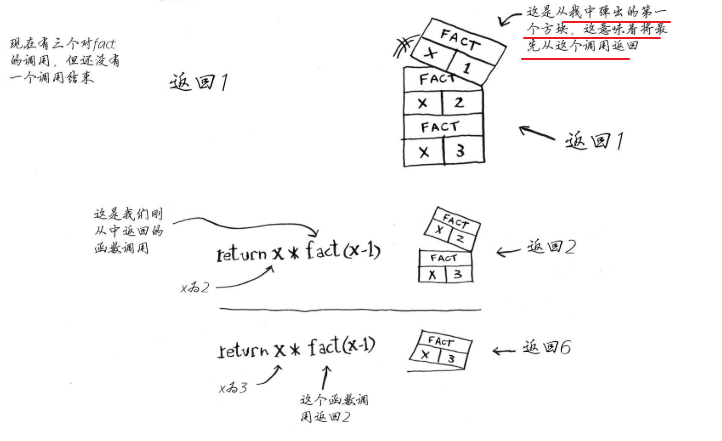 现在有三个对fact
的调用，但还没有
一个调用结束
返回1
FACT
X 1
FACT
X 2
FACT
X 3
这是从栈中弹出的第一
个方块，这意味着将最
先从这个调用返回
返回1
这是我们刚
从中返回的
函数调用
return x * fact(x-1)
x为2
FACT
X 2
FACT
X 3
返回2
return x * fact(x-1)
x为3
这个函数调
用返回2
FACT
X 3
返回6